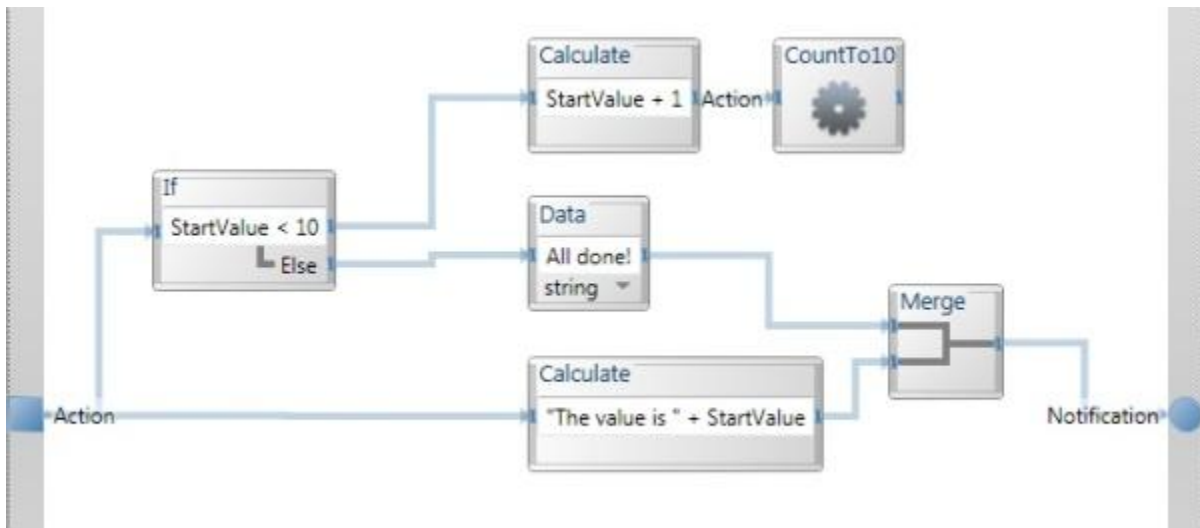 Calculate
StartValue + 1
Action
CountTo10
If
StartValue < 10
Else
Data
All done!
string
Merge
Action
Calculate
"The value is " + StartValue
Notification